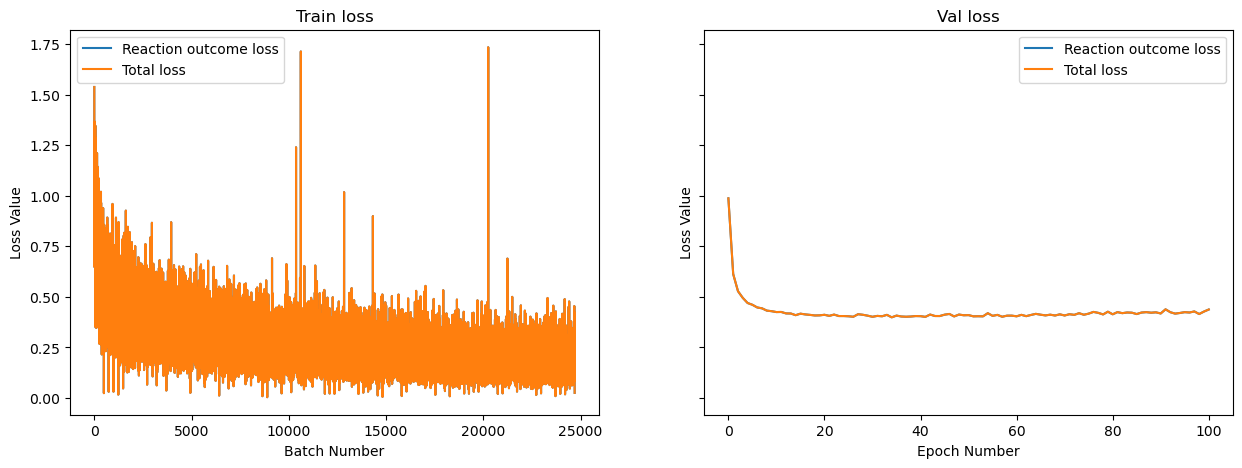 Train loss
Reaction outcome loss
Total loss
Loss Value
1.75
1.50
1.25
1.00
0.75
0.50
0.25
0.00
0
5000
10000
15000
20000
25000
Batch Number
Val loss
Reaction outcome loss
Total loss
Loss Value
0
20
40
60
80
100
Epoch Number